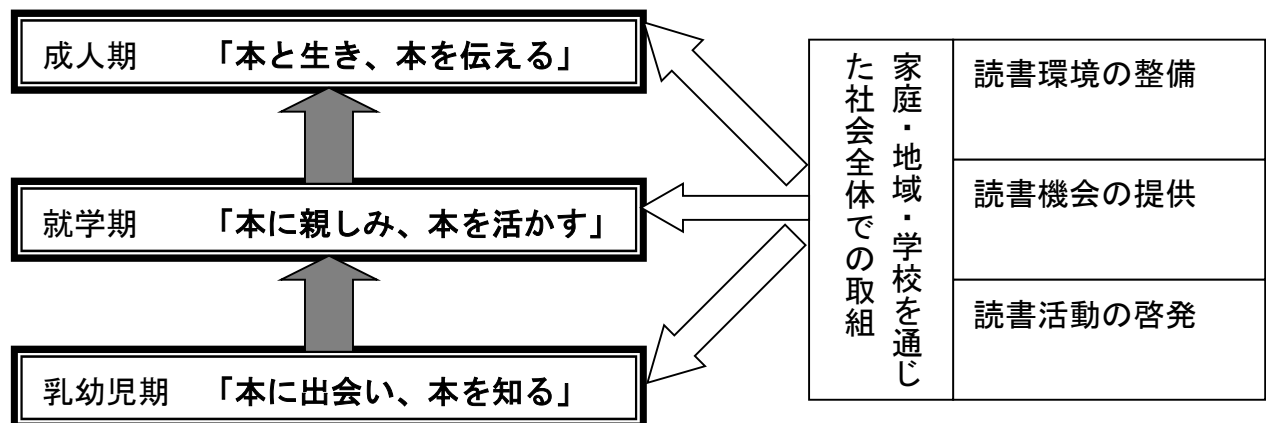 成人期 「本と生き、本を伝える」
就学期 「本に親しみ、本を活かす」
乳幼児期 「本に出会い、本を知る」
家庭・地域・学校を通じ
た社会全体での取組
読書環境の整備
読書機会の提供
読書活動の啓発